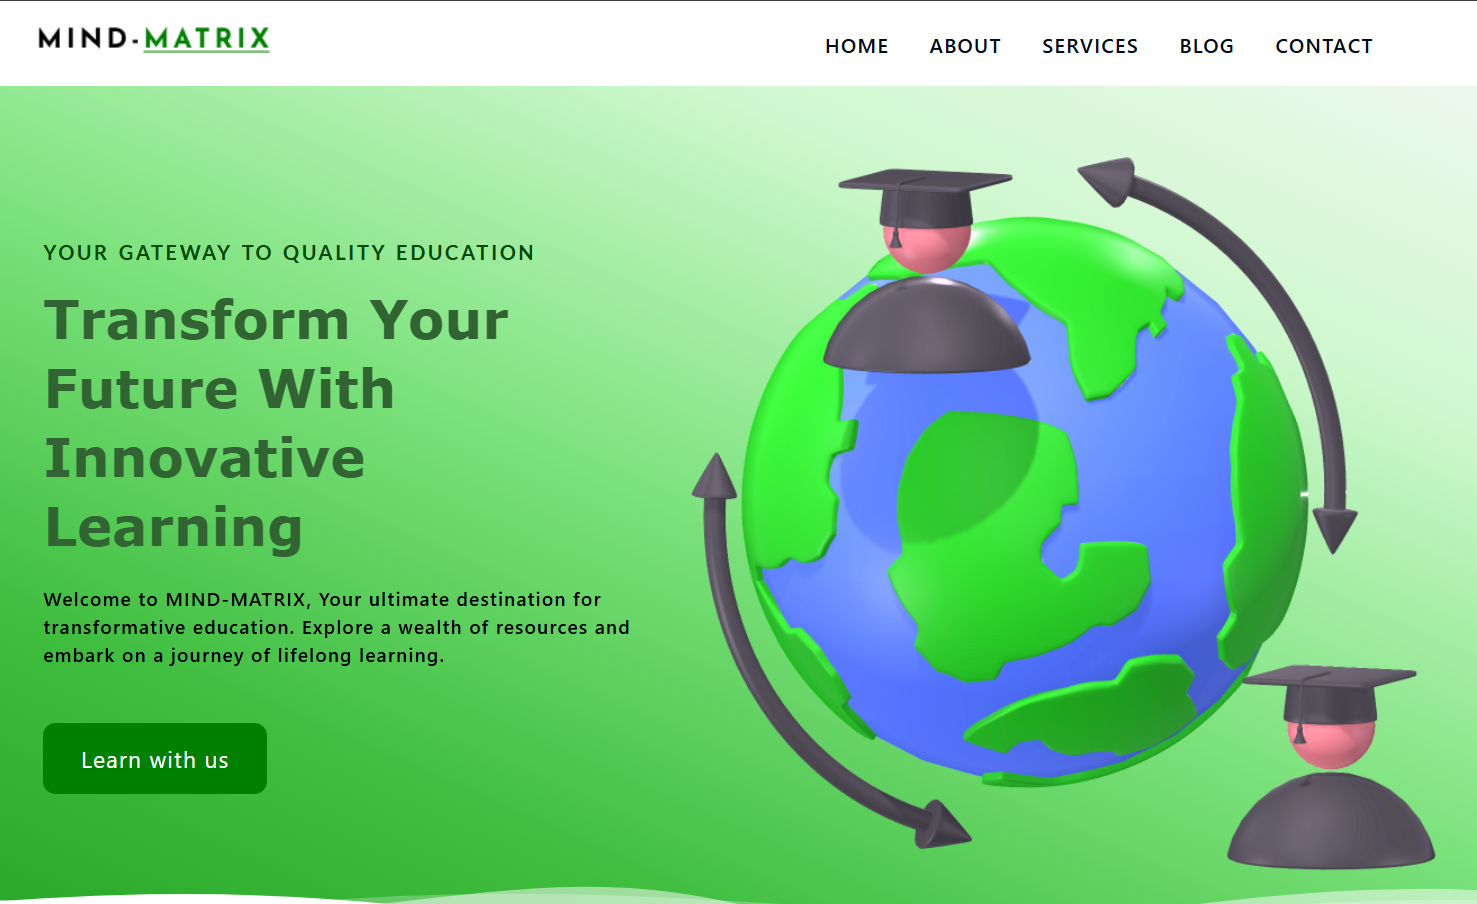 MIND-MATRIX
HOME ABOUT SERVICES BLOG CONTACT
YOUR GATEWAY TO QUALITY EDUCATION
Transform Your
Future With
Innovative
Learning
Welcome to MIND-MATRIX, Your ultimate destination for
transformative education. Explore a wealth of resources and
embark on a journey of lifelong learning.
Learn with us